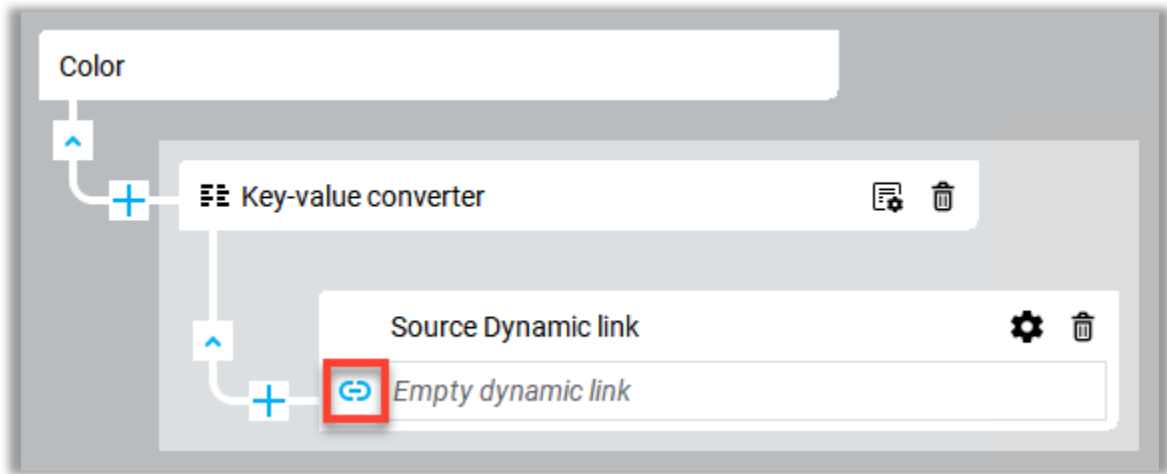 Color
Key-value converter
Source Dynamic link
Empty dynamic link